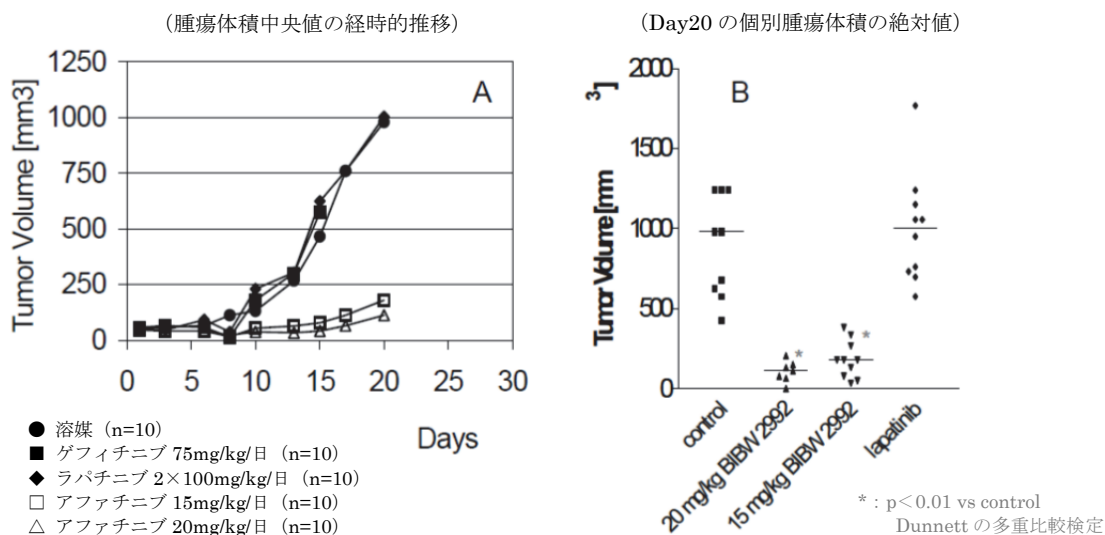 （腫瘍体積中央値の経時的推移）
（Day20 の個別腫瘍体積の絶対値）
A
Tumor Volume [mm3]
1250
1000
750
500
250
0
0 5 10 15 20 25 30
Days
● 溶媒（n=10）
■ ゲフィチニブ 75mg/kg/日（n=10）
◆ ラパチニブ 2×100mg/kg/日（n=10）
□ アファチニブ 15mg/kg/日（n=10）
△ アファチニブ 20mg/kg/日（n=10）
B
Tumor Volume [mm
3]
2000
1500
1000
500
0
*
*
control
20 mg/kg BIBW 2992
15 mg/kg BIBW 2992
lapatinib
*：p＜0.01 vs control
Dunnett の多重比較検定